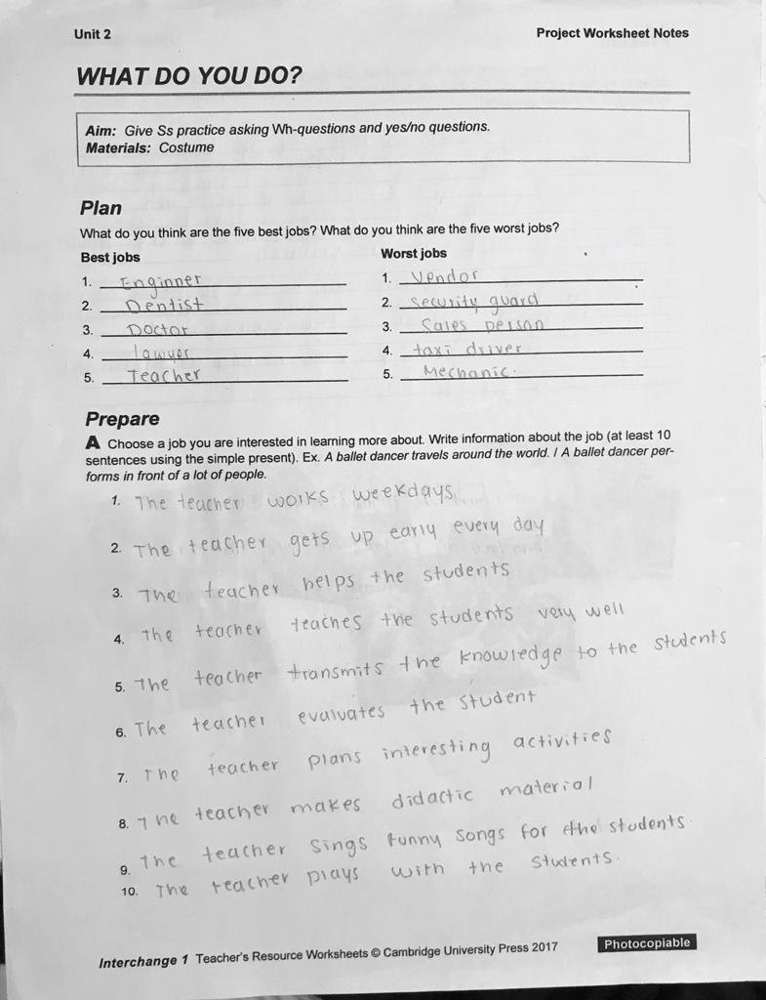 Unit 2
Project Worksheet Notes
WHAT DO YOU DO?
Aim: Give Ss practice asking Wh-questions and yes/no questions.
Materials: Costume
Plan
What do you think are the five best jobs? What do you think are the five worst jobs?
Best jobs
1. Enginner
2. Dentist
3. Doctor
4. lawyer
5. Teacher
Worst jobs
1. Vendor
2. Security guard
3. Sales person
4. taxi driver
5. Mechanic.
Prepare
A Choose a job you are interested in learning more about. Write information about the job (at least 10
sentences using the simple present). Ex. A ballet dancer travels around the world. / A ballet dancer per-
forms in front of a lot of people.
1. The teacher works weekdays
2. The teacher gets up early every day
3. The teacher helps the students
4. the teacher teaches the students very well
5. the teacher transmits the knowledge to the students
6. The teacher evaluates the student
7. The teacher plans interesting activities
8. The teacher makes didactic material
9. the teacher sings funny songs for the students.
10. The teacher plays with the students.
Interchange 1 Teacher's Resource Worksheets © Cambridge University Press 2017
Photocopiable